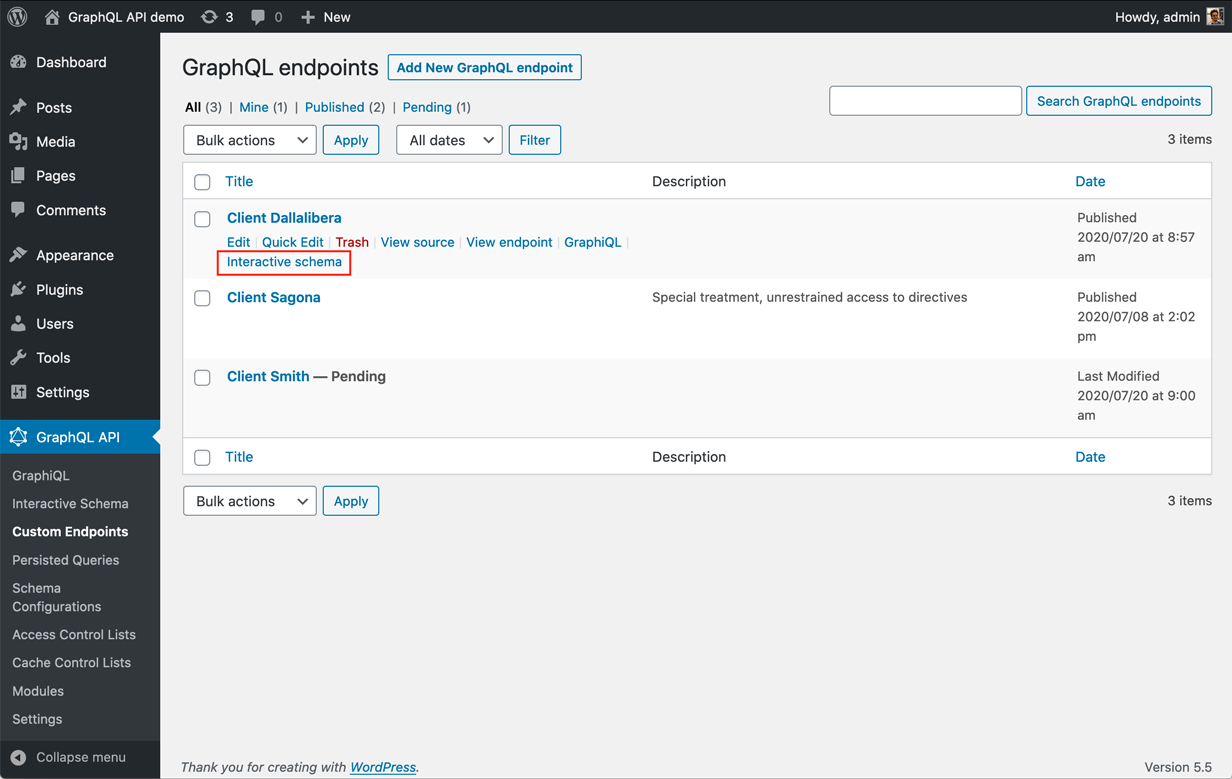 GraphQL API demo 3 0 New Howdy, admin
Dashboard
Posts
Media
Pages
Comments
Appearance
Plugins
Users
Tools
Settings
GraphQL API
GraphiQL
Interactive Schema
Custom Endpoints
Persisted Queries
Schema
Configurations
Access Control Lists
Cache Control Lists
Modules
Settings
Collapse menu
GraphQL endpoints Add New GraphQL endpoint
All (3) | Mine (1) | Published (2) | Pending (1)
Search GraphQL endpoints
Bulk actions Apply All dates Filter 3 items
Title Description Date
Client Dallalibera
Edit | Quick Edit | Trash | View source | View endpoint | GraphiQL |
Interactive schema
Published
2020/07/20 at 8:57
am
Client Sagona Special treatment, unrestrained access to directives
Published
2020/07/08 at 2:02
pm
Client Smith — Pending
Last Modified
2020/07/20 at 9:00
am
Title Description Date
Bulk actions Apply 3 items
Thank you for creating with WordPress. Version 5.5